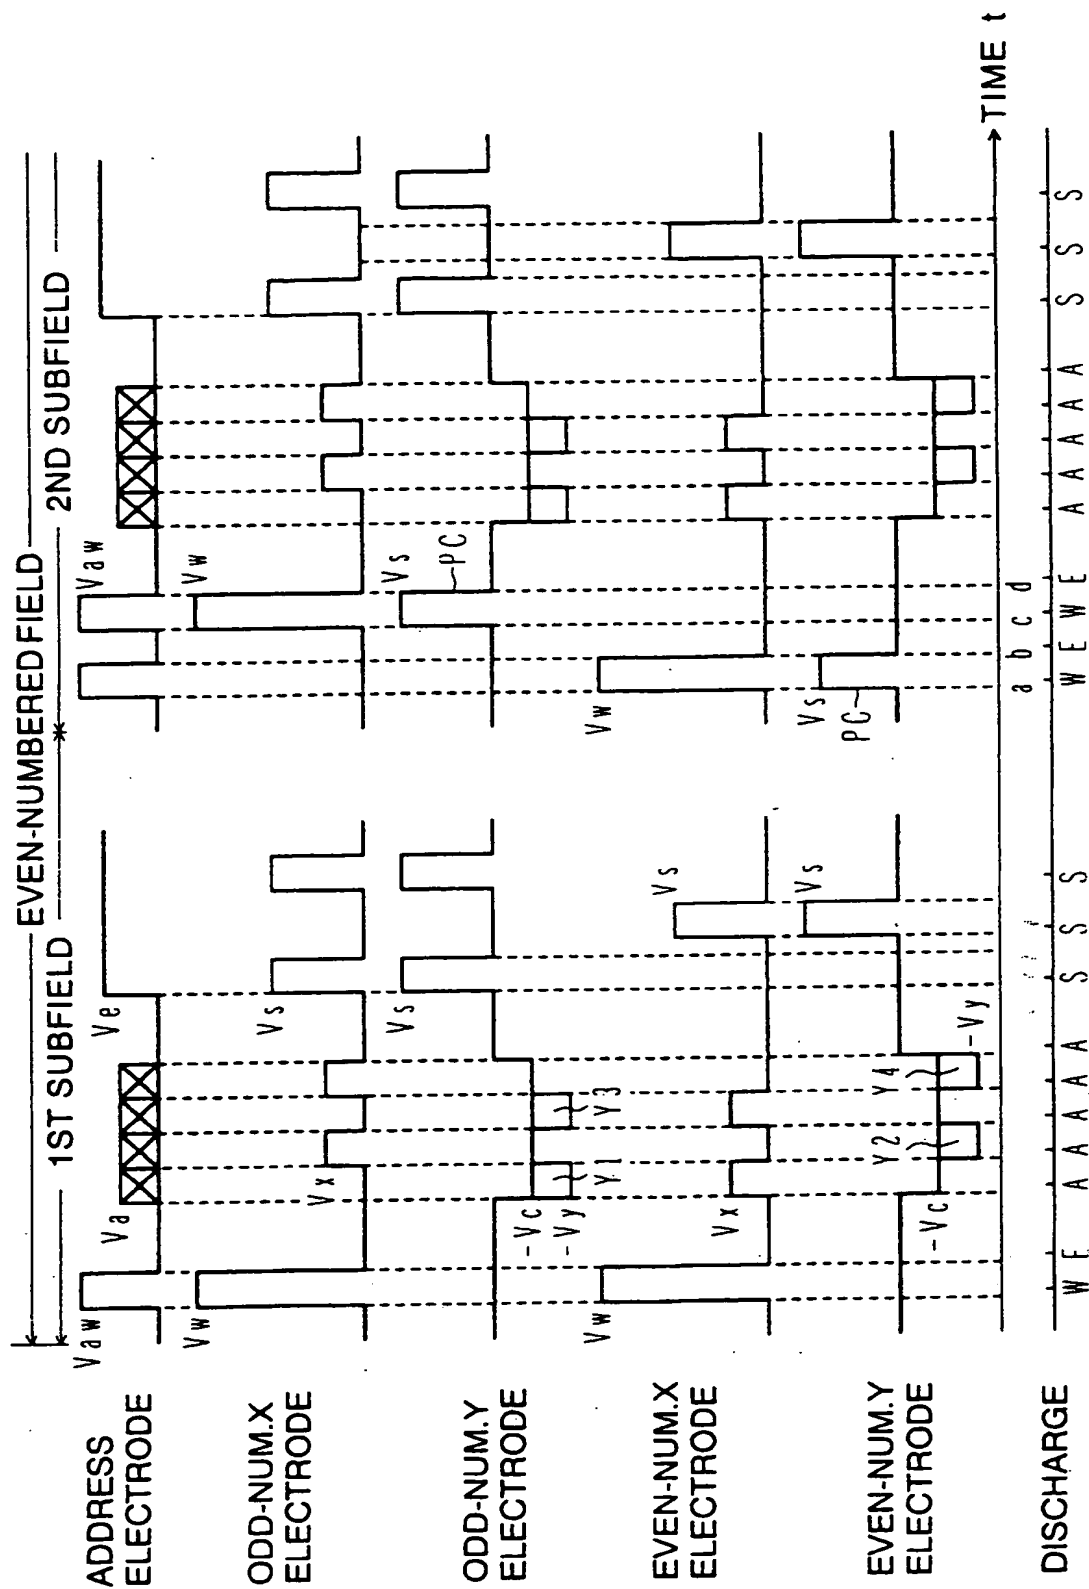 EVEN-NUMBERED FIELD
1ST SUBFIELD
2ND SUBFIELD
ADDRESS
ELECTRODE
Vaw
Va
Ve
Vaw
ODD-NUM.X
ELECTRODE
Vw
Vx
Vs
Vw
ODD-NUM.Y
ELECTRODE
-Vc
-Vy
Y1
Y3
Vs
Vs
PC
EVEN-NUM.X
ELECTRODE
Vw
Vx
Vs
Vw
EVEN-NUM.Y
ELECTRODE
-Vc
Y2
Y4
-Vy
Vs
Vs
PC
TIME t
a b c d
DISCHARGE
W E A A A A A S S S W E W E A A A A A S S S